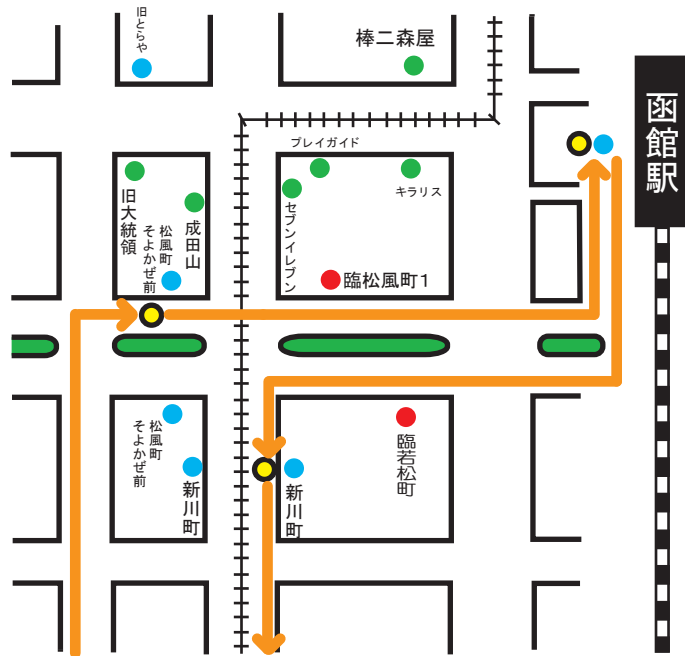 旧とらや
棒二森屋
函館駅
プレイガイド
キラリス
セブンイレブン
旧大統領
松風町
そよかぜ前
成田山
臨松風町1
松風町
そよかぜ前
新川町
新川町
臨若松町